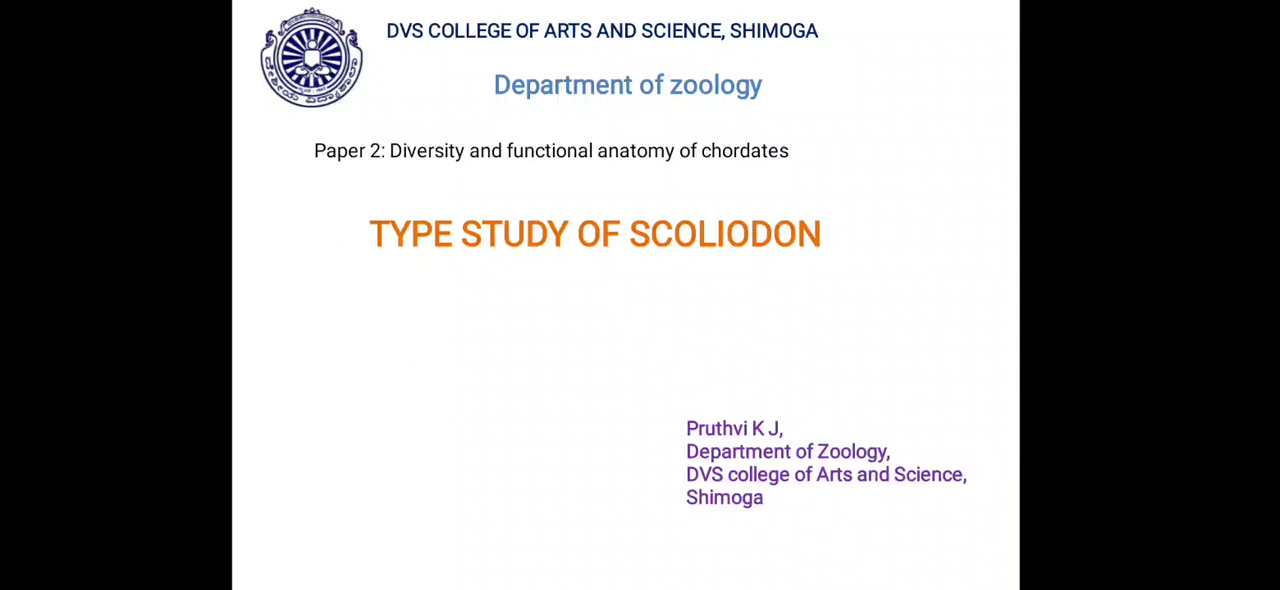 DVS COLLEGE OF ARTS AND SCIENCE, SHIMOGA
Department of zoology
Paper 2: Diversity and functional anatomy of chordates
TYPE STUDY OF SCOLIODON
Pruthvi K J,
Department of Zoology,
DVS college of Arts and Science,
Shimoga